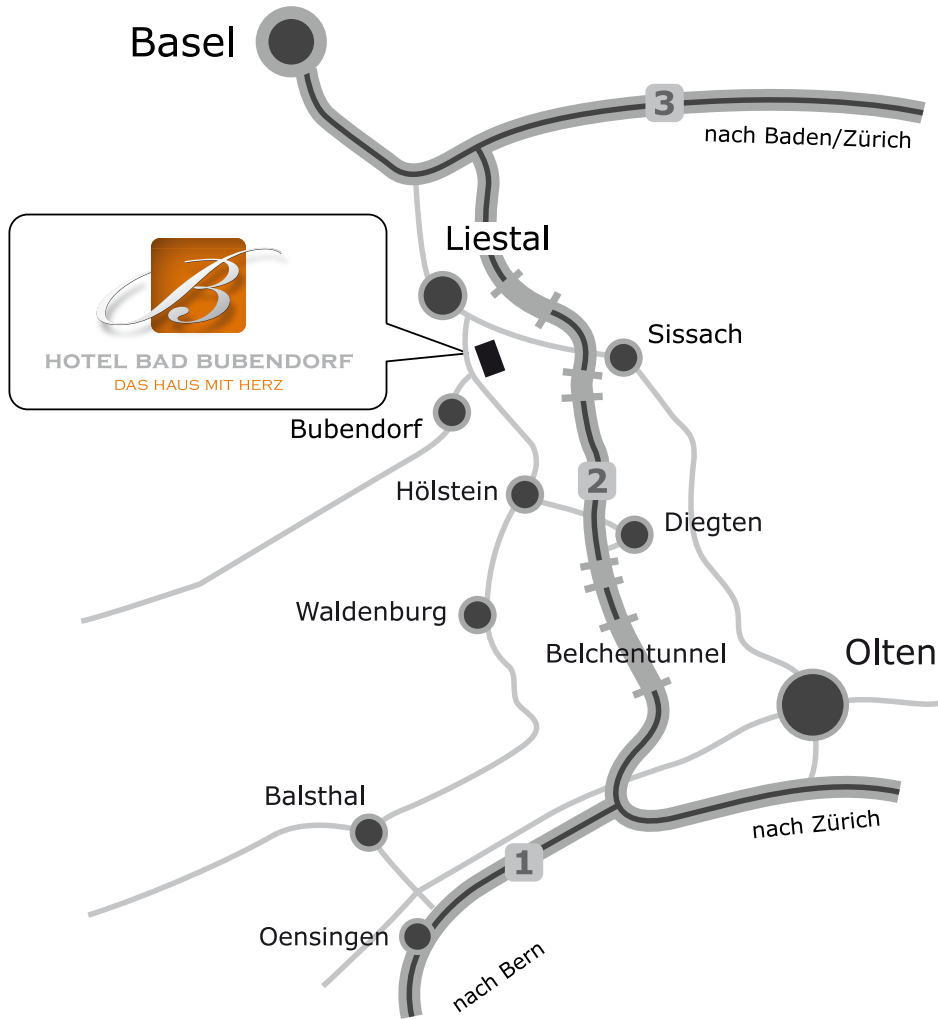 Basel
3
nach Baden/Zürich
Liestal
B
HOTEL BAD BUBENDORF
DAS HAUS MIT HERZ
Sissach
Bubendorf
Hölstein
2
Diegten
Waldenburg
Belchentunnel
Olten
Balsthal
nach Zürich
1
Oensingen
nach Bern